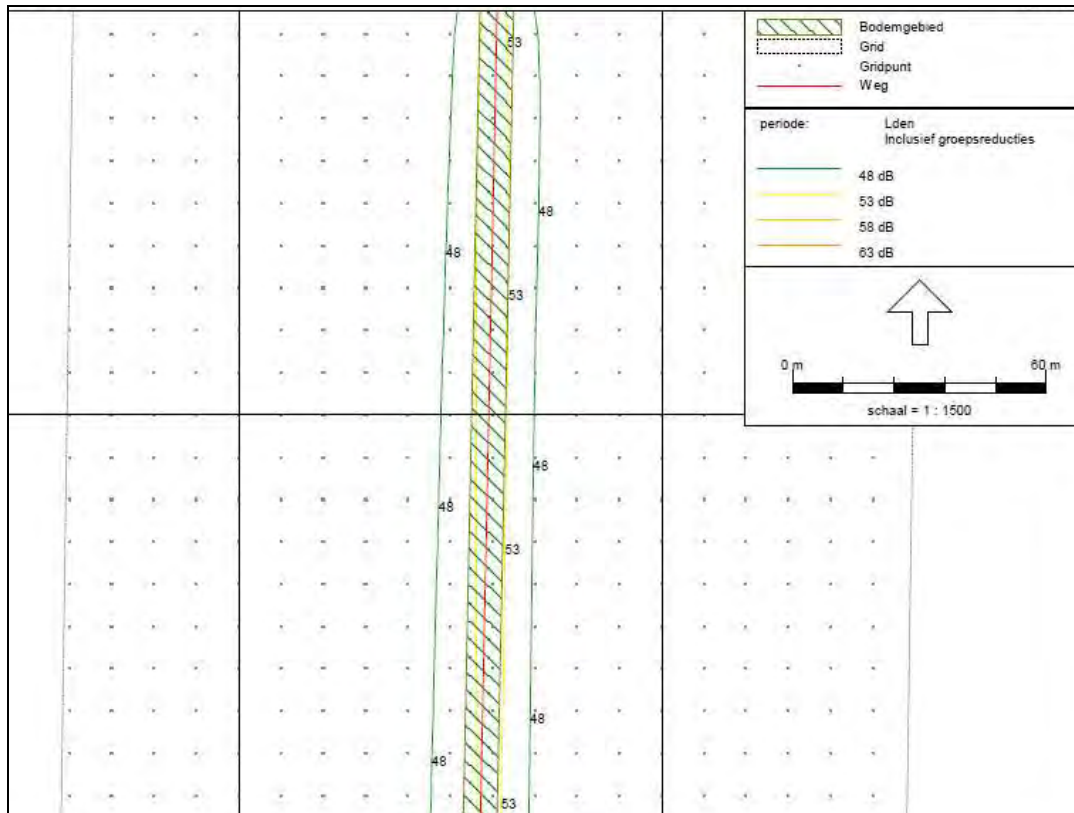 Bodemgebied
Grid
Gridpunt
Weg
periode: Lden
Inclusief groepsreducties
48 dB
53 dB
58 dB
63 dB
0 m 60 m
schaal = 1 : 1500
53
48
48
53
48
48
53
48
48
53